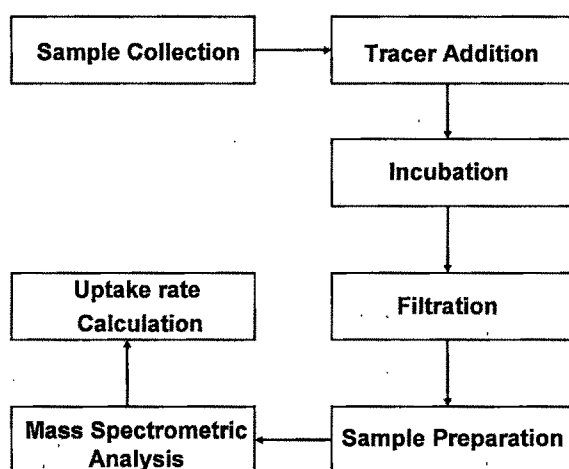 Sample Collection
Tracer Addition
Incubation
Filtration
Sample Preparation
Mass Spectrometric
Analysis
Uptake rate
Calculation